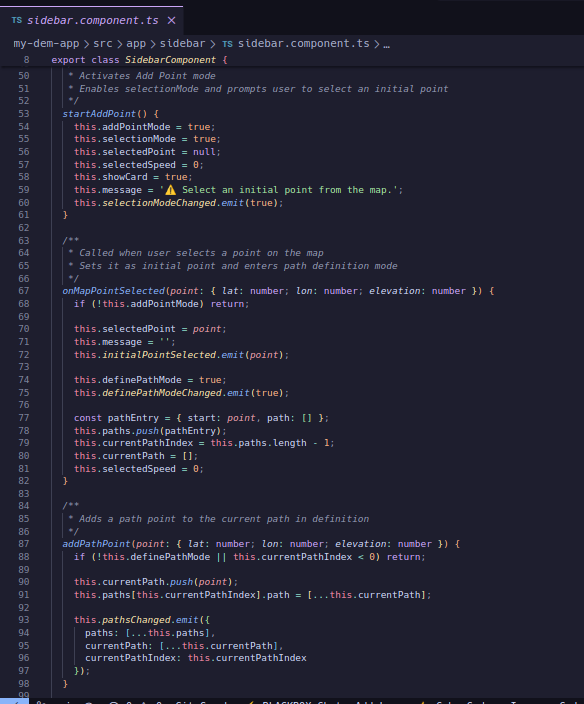 TS sidebar.component.ts ×
my-dem-app > src > app > sidebar > TS sidebar.component.ts > …
8 export class SidebarComponent {
50 * Activates Add Point mode
51 * Enables selectionMode and prompts user to select an initial point
52 */
53 startAddPoint() {
54 this.addPointMode = true;
55 this.selectionMode = true;
56 this.selectedPoint = null;
57 this.selectedSpeed = 0;
58 this.showCard = true;
59 this.message = '⚠️ Select an initial point from the map.';
60 this.selectionModeChanged.emit(true);
61 }
62
63 /**
64 * Called when user selects a point on the map
65 * Sets it as initial point and enters path definition mode
66 */
67 onMapPointSelected(point: { lat: number; lon: number; elevation: number }) {
68 if (!this.addPointMode) return;
69
70 this.selectedPoint = point;
71 this.message = '';
72 this.initialPointSelected.emit(point);
73
74 this.definePathMode = true;
75 this.definePathModeChanged.emit(true);
76
77 const pathEntry = { start: point, path: [] };
78 this.paths.push(pathEntry);
79 this.currentPathIndex = this.paths.length - 1;
80 this.currentPath = [];
81 this.selectedSpeed = 0;
82 }
83
84 /**
85 * Adds a path point to the current path in definition
86 */
87 addPathPoint(point: { lat: number; lon: number; elevation: number }) {
88 if (!this.definePathMode || this.currentPathIndex < 0) return;
89
90 this.currentPath.push(point);
91 this.paths[this.currentPathIndex].path = [...this.currentPath];
92
93 this.pathsChanged.emit({
94 paths: [...this.paths],
95 currentPath: [...this.currentPath],
96 currentPathIndex: this.currentPathIndex
97 });
98 }
99